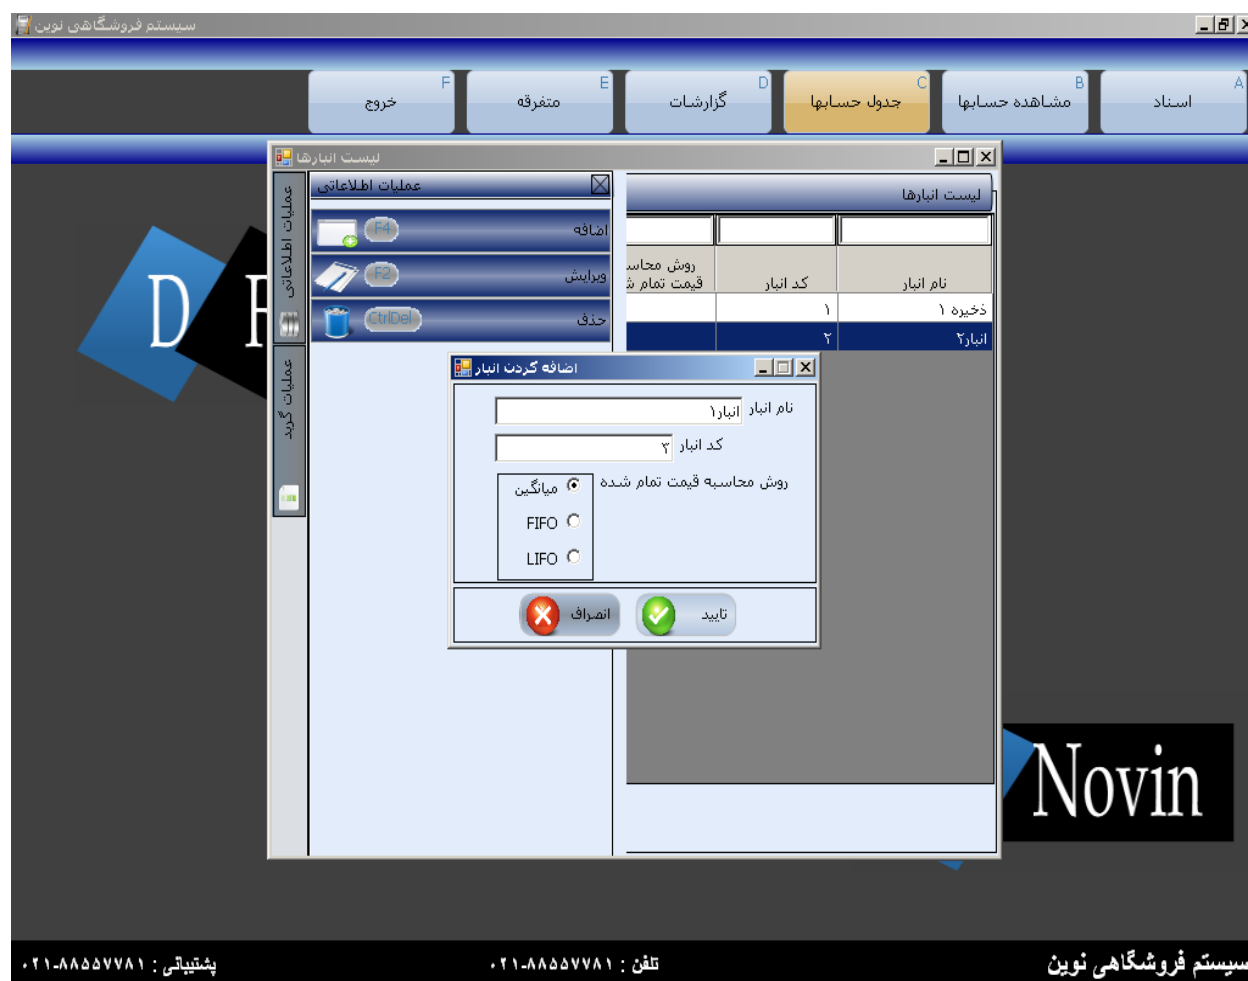 سیستم فروشگاهی نوین
A اسناد
B مشاهده حسابها
C جدول حسابها
D گزارشات
E متفرقه
F خروج
لیست انبارها
لیست انبارها
نام انبار
کد انبار
روش محاس
قیمت تمام ش
ذخیره ۱
۱
انبار۲
۲
عملیات اطلاعاتی
اضافه F4
ویرایش F2
حذف CtrlDel
عملیات اطلاعاتی
عملیات گرید
اضافه کردن انبار
نام انبار انبار۱
کد انبار ۳
روش محاسبه قیمت تمام شده
میانگین
FIFO
LIFO
تایید
انصراف
D
Novin
سیستم فروشگاهی نوین
تلفن : ۰۲۱-۸۸۵۵۷۷۸۱
پشتیبانی : ۰۲۱-۸۸۵۵۷۷۸۱